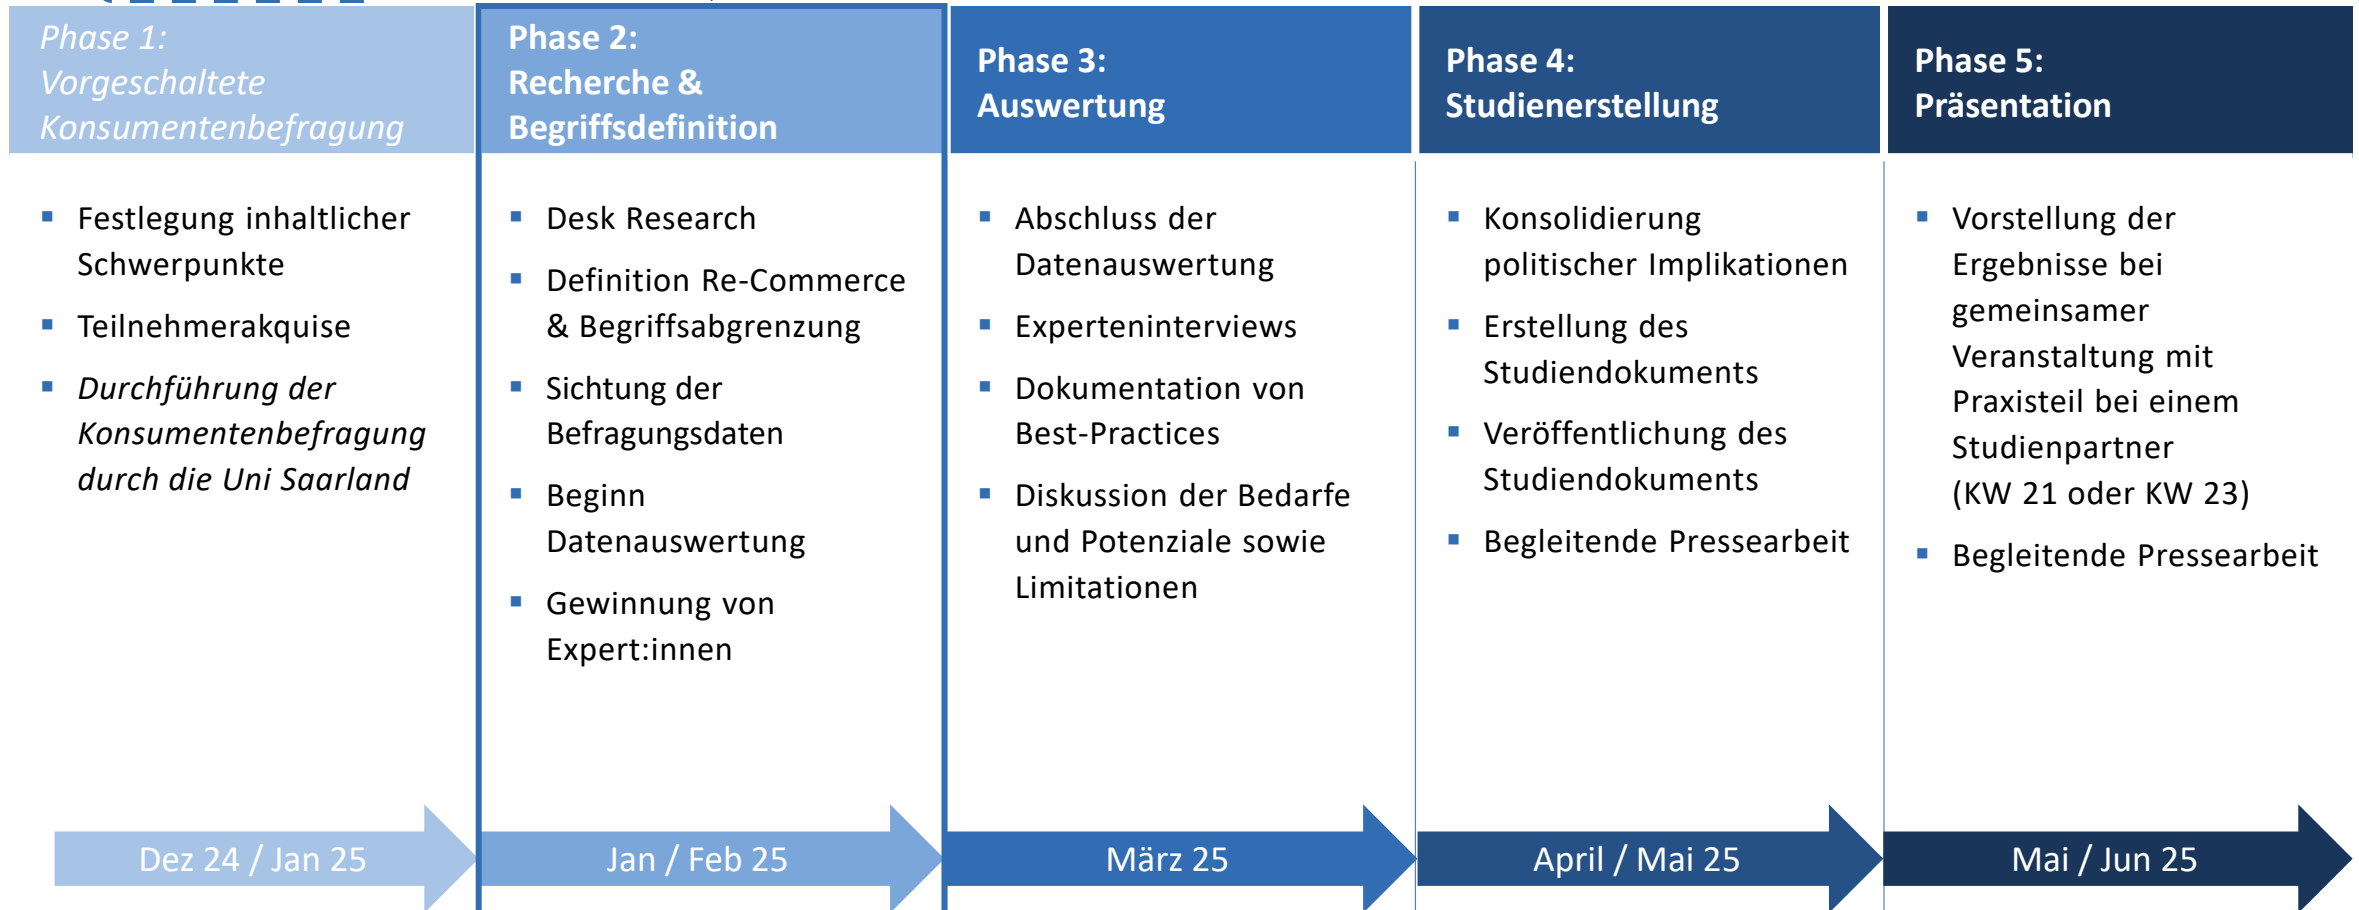 Phase 1:
Vorgeschaltete
Konsumentenbefragung
Phase 2:
Recherche &
Begriffsdefinition
Phase 3:
Auswertung
Phase 4:
Studienerstellung
Phase 5:
Präsentation
▪ Festlegung inhaltlicher
Schwerpunkte
▪ Teilnehmerakquise
▪ Durchführung der
Konsumentenbefragung
durch die Uni Saarland
▪ Desk Research
▪ Definition Re-Commerce
& Begriffsabgrenzung
▪ Sichtung der
Befragungsdaten
▪ Beginn
Datenauswertung
▪ Gewinnung von
Expert:innen
▪ Abschluss der
Datenauswertung
▪ Experteninterviews
▪ Dokumentation von
Best-Practices
▪ Diskussion der Bedarfe
und Potenziale sowie
Limitationen
▪ Konsolidierung
politischer Implikationen
▪ Erstellung des
Studiendokuments
▪ Veröffentlichung des
Studiendokuments
▪ Begleitende Pressearbeit
▪ Vorstellung der
Ergebnisse bei
gemeinsamer
Veranstaltung mit
Praxisteil bei einem
Studienpartner
(KW 21 oder KW 23)
▪ Begleitende Pressearbeit
Dez 24 / Jan 25
Jan / Feb 25
März 25
April / Mai 25
Mai / Jun 25